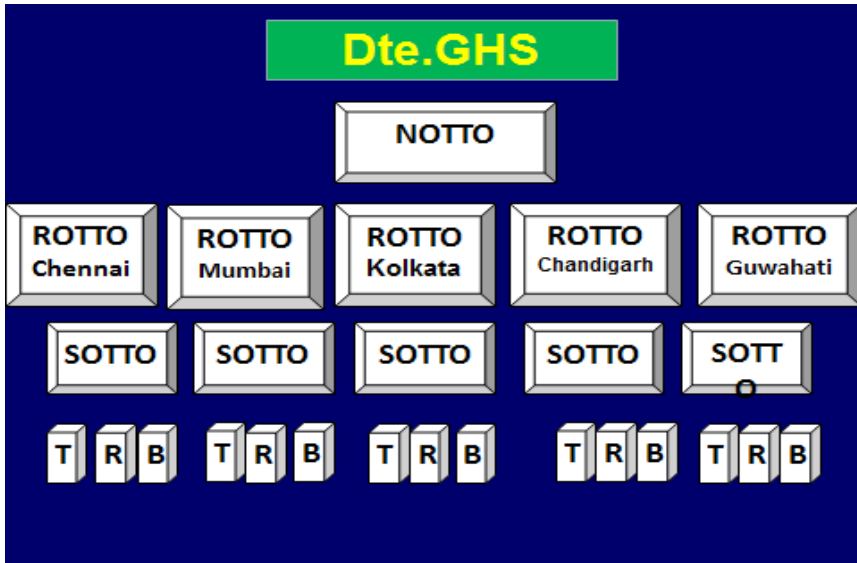 Dte.GHS
NOTTO
ROTTO
Chennai
ROTTO
Mumbai
ROTTO
Kolkata
ROTTO
Chandigarh
ROTTO
Guwahati
SOTTO
SOTTO
SOTTO
SOTTO
SOTT
O
T R B
T R B
T R B
T R B
T R B